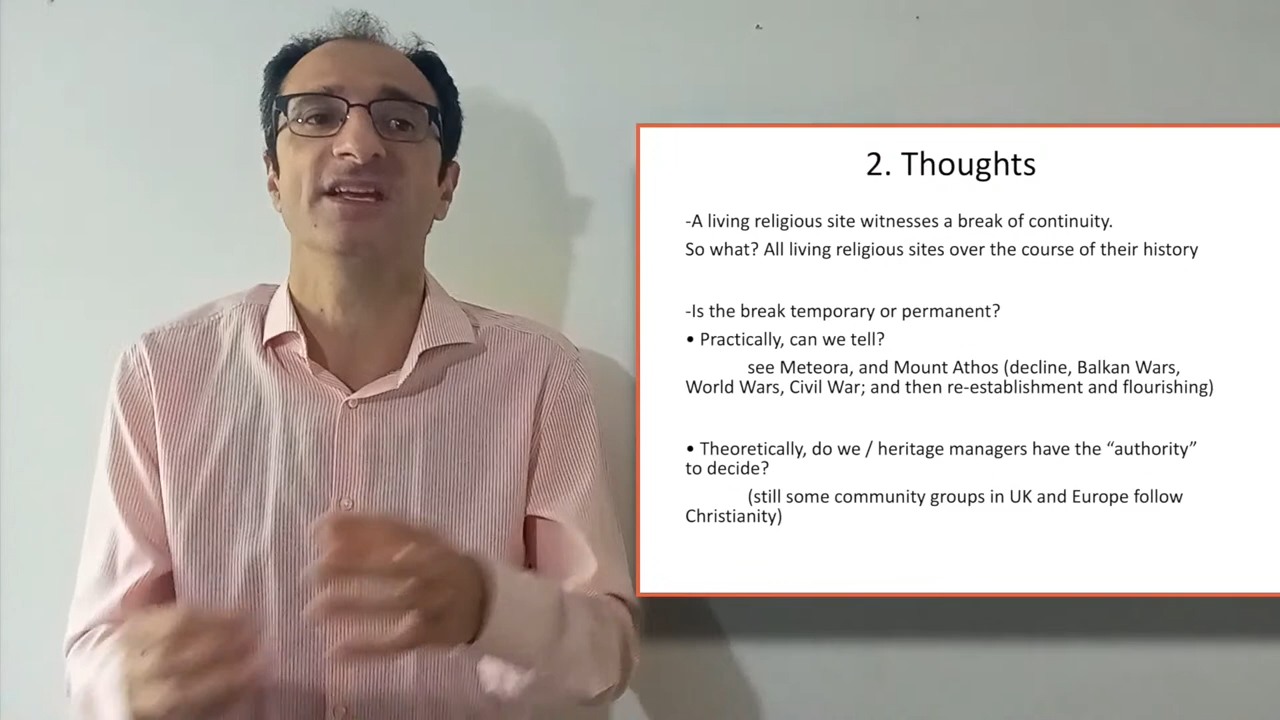 2. Thoughts
-A living religious site witnesses a break of continuity.
So what? All living religious sites over the course of their history
-Is the break temporary or permanent?
• Practically, can we tell?
see Meteora, and Mount Athos (decline, Balkan Wars,
World Wars, Civil War; and then re-establishment and flourishing)
• Theoretically, do we / heritage managers have the “authority”
to decide?
(still some community groups in UK and Europe follow
Christianity)